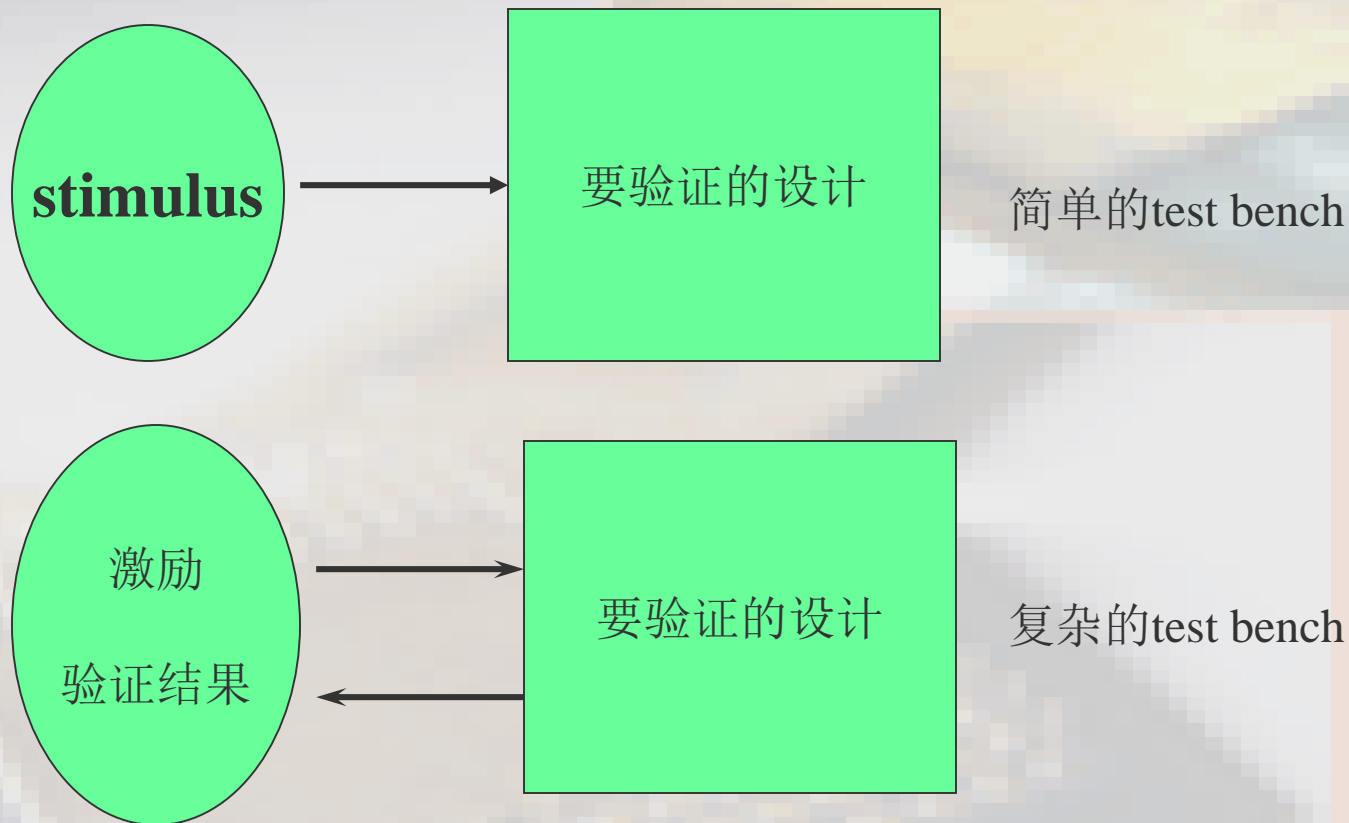 stimulus
要验证的设计
简单的test bench
激励
验证结果
要验证的设计
复杂的test bench